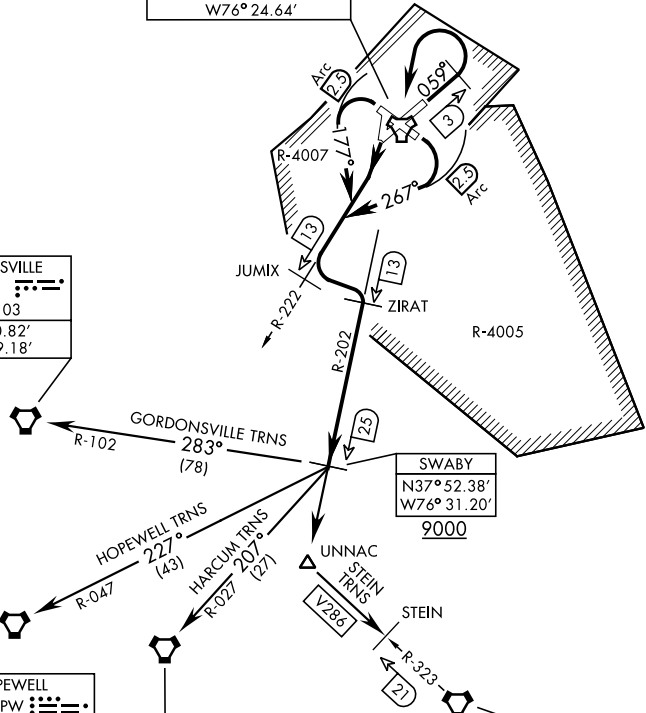 W76° 24.64'
Arc
2.5
059°
3
R-4007
177°
267°
2.5
Arc
13
JUMIX
R-222
13
ZIRAT
R-202
R-4005
SVILLE
03
.82'
9.18'
GORDONSVILLE TRNS
R-102
283°
(78)
25
SWABY
N37° 52.38'
W76° 31.20'
9000
HOPEWELL TRNS
227°
(43)
R-047
HARCUM TRNS
207°
(27)
R-027
UNNAC
STEIN
TRNS
V286
STEIN
R-323
21
PEWELL
PW